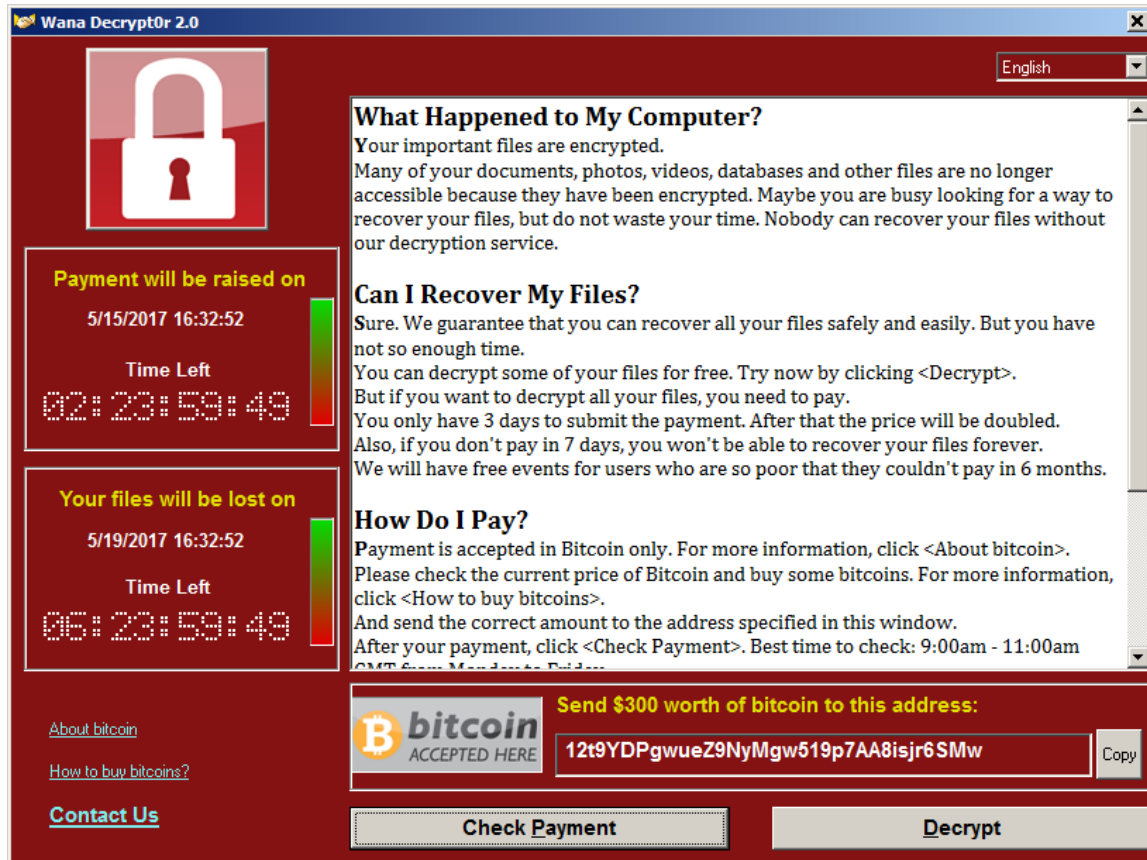 Wana Decrypt0r 2.0
English
What Happened to My Computer?
Your important files are encrypted.
Many of your documents, photos, videos, databases and other files are no longer
accessible because they have been encrypted. Maybe you are busy looking for a way to
recover your files, but do not waste your time. Nobody can recover your files without
our decryption service.
Can I Recover My Files?
Sure. We guarantee that you can recover all your files safely and easily. But you have
not so enough time.
You can decrypt some of your files for free. Try now by clicking <Decrypt>.
But if you want to decrypt all your files, you need to pay.
You only have 3 days to submit the payment. After that the price will be doubled.
Also, if you don't pay in 7 days, you won't be able to recover your files forever.
We will have free events for users who are so poor that they couldn't pay in 6 months.
How Do I Pay?
Payment is accepted in Bitcoin only. For more information, click <About bitcoin>.
Please check the current price of Bitcoin and buy some bitcoins. For more information,
click <How to buy bitcoins>.
And send the correct amount to the address specified in this window.
After your payment, click <Check Payment>. Best time to check: 9:00am - 11:00am
GMT from Monday to Friday
Payment will be raised on
5/15/2017 16:32:52
Time Left
02:23:59:49
Your files will be lost on
5/19/2017 16:32:52
Time Left
06:23:59:49
About bitcoin
How to buy bitcoins?
Contact Us
bitcoin
ACCEPTED HERE
Send $300 worth of bitcoin to this address:
12t9YDPgwueZ9NyMgw519p7AA8isjr6SMw
Copy
Check Payment
Decrypt